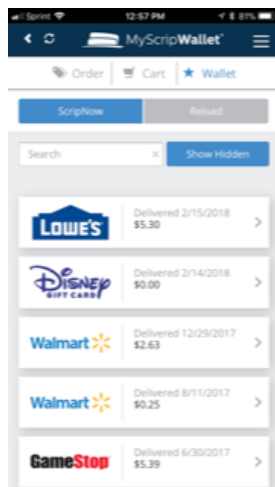 Sprint 12:57 PM 81%
MyScripWallet
Order Cart Wallet
ScripNow Reload
Search × Show Hidden
LOWE'S
Delivered 2/15/2018
$5.30
Disney
GIFT CARD
Delivered 2/14/2018
$0.00
Walmart
Delivered 12/29/2017
$2.63
Walmart
Delivered 8/11/2017
$0.25
GameStop
Delivered 6/30/2017
$5.39